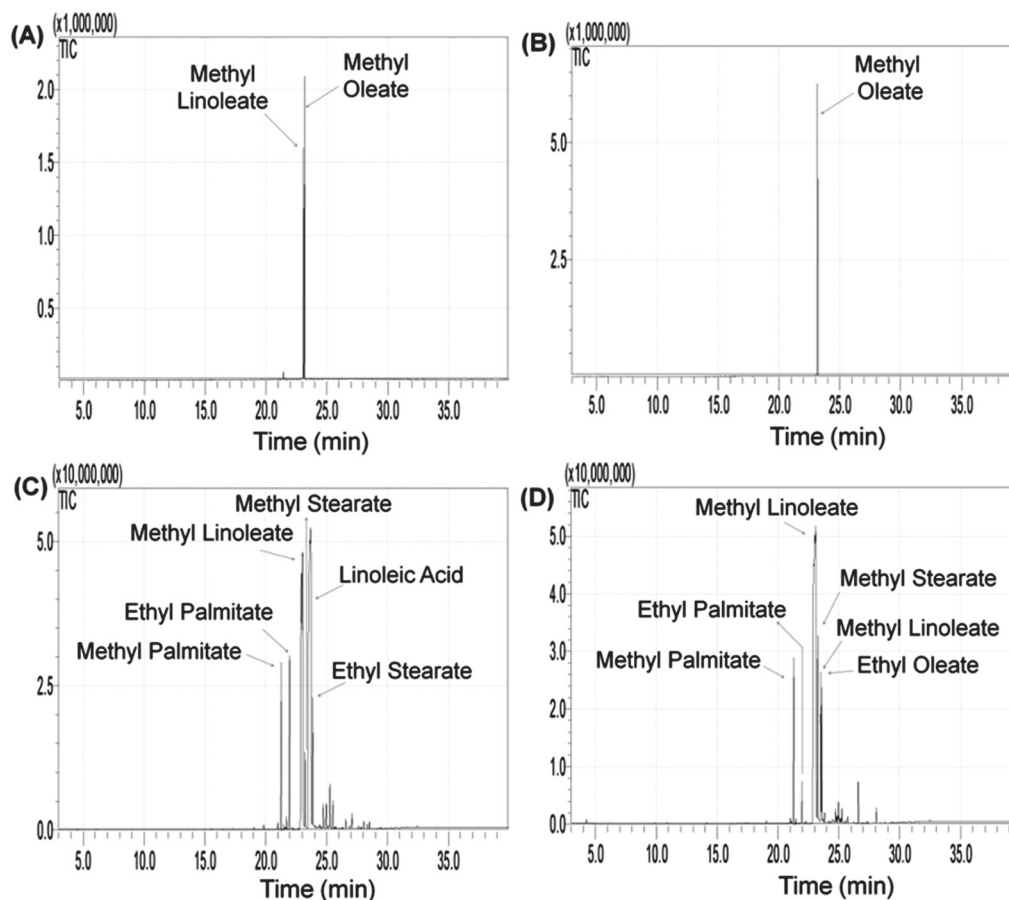 (A) (x1,000,000)
TIC
Methyl
Linoleate
Methyl
Oleate
2.0
1.5
1.0
0.5
5.0 10.0 15.0 20.0 25.0 30.0 35.0
Time (min)
(B) (x1,000,000)
TIC
Methyl
Oleate
5.0
2.5
5.0 10.0 15.0 20.0 25.0 30.0 35.0
Time (min)
(C) (x10,000,000)
TIC
Methyl Stearate
Methyl Linoleate
Linoleic Acid
Ethyl Palmitate
Methyl Palmitate
Ethyl Stearate
5.0
2.5
0.0
5.0 10.0 15.0 20.0 25.0 30.0 35.0
Time (min)
(D) (x10,000,000)
TIC
Methyl Linoleate
Methyl Stearate
Ethyl Palmitate
Methyl Linoleate
Methyl Palmitate
Ethyl Oleate
5.0
4.0
3.0
2.0
1.0
0.0
5.0 10.0 15.0 20.0 25.0 30.0 35.0
Time (min)